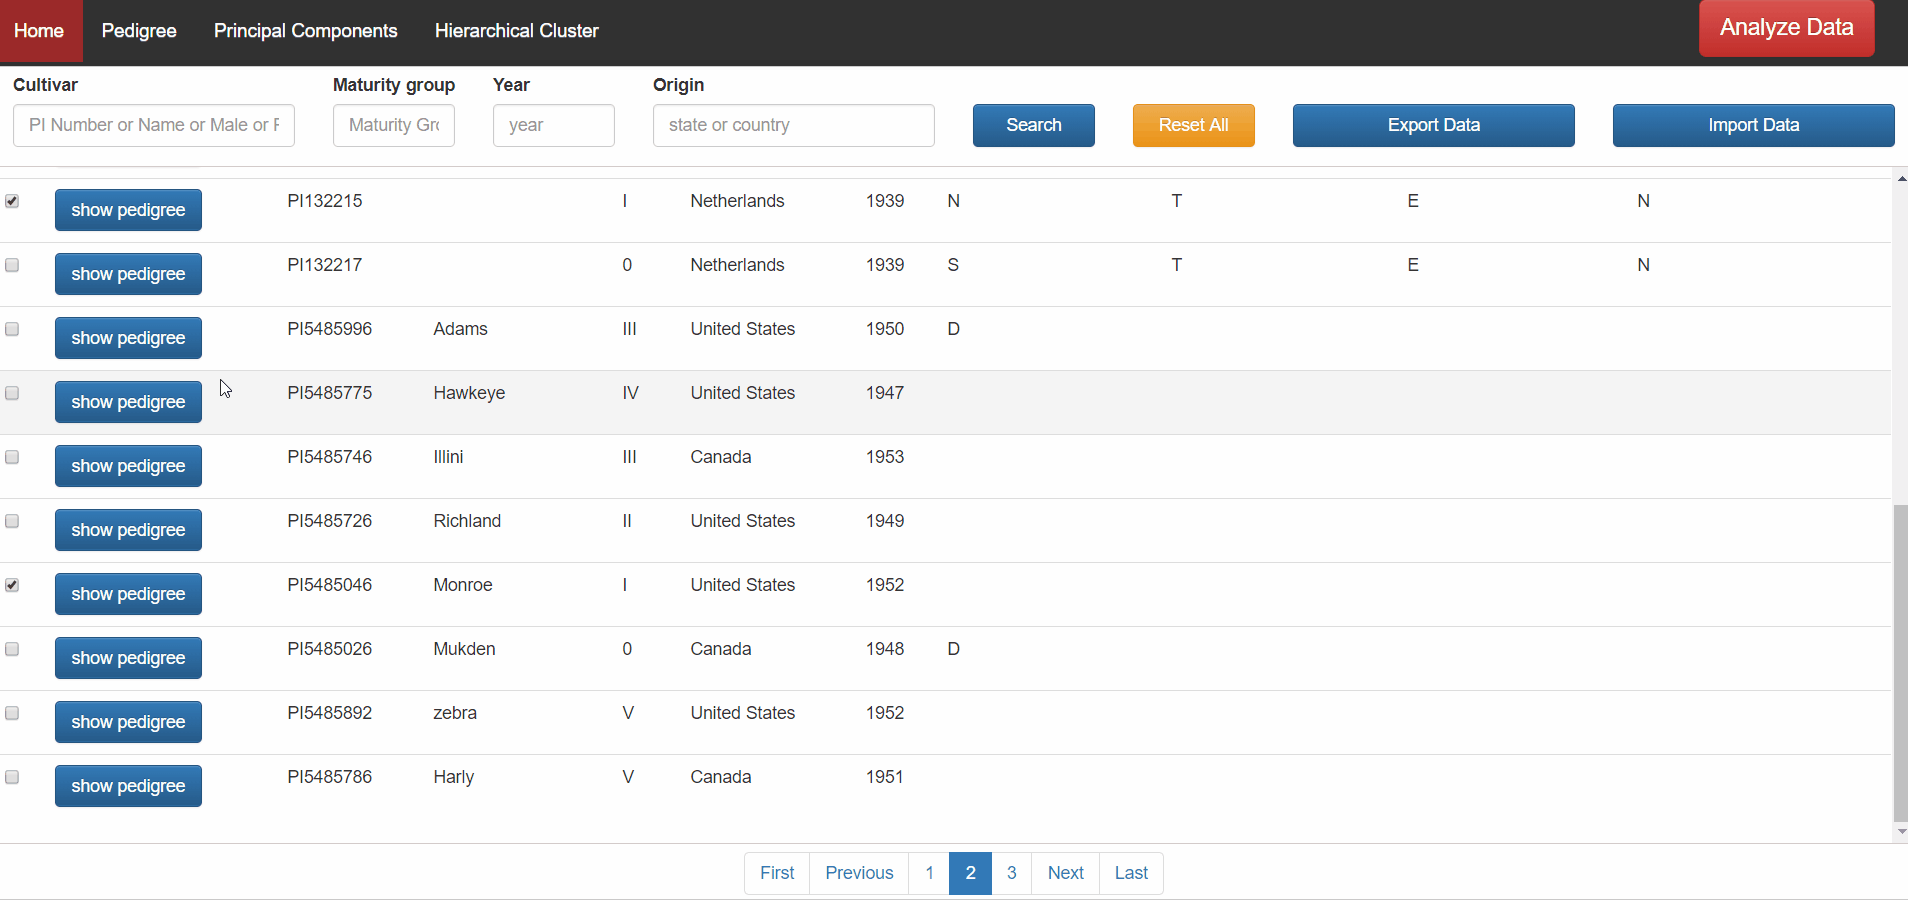 Home Pedigree Principal Components Hierarchical Cluster Analyze Data
Cultivar Maturity group Year Origin
PI Number or Name or Male or F Maturity Gro year state or country Search Reset All Export Data Import Data
show pedigree PI132215 I Netherlands 1939 N T E N
show pedigree PI132217 0 Netherlands 1939 S T E N
show pedigree PI5485996 Adams III United States 1950 D
show pedigree PI5485775 Hawkeye IV United States 1947
show pedigree PI5485746 Illini III Canada 1953
show pedigree PI5485726 Richland II United States 1949
show pedigree PI5485046 Monroe I United States 1952
show pedigree PI5485026 Mukden 0 Canada 1948 D
show pedigree PI5485892 zebra V United States 1952
show pedigree PI5485786 Harly V Canada 1951
First Previous 1 2 3 Next Last